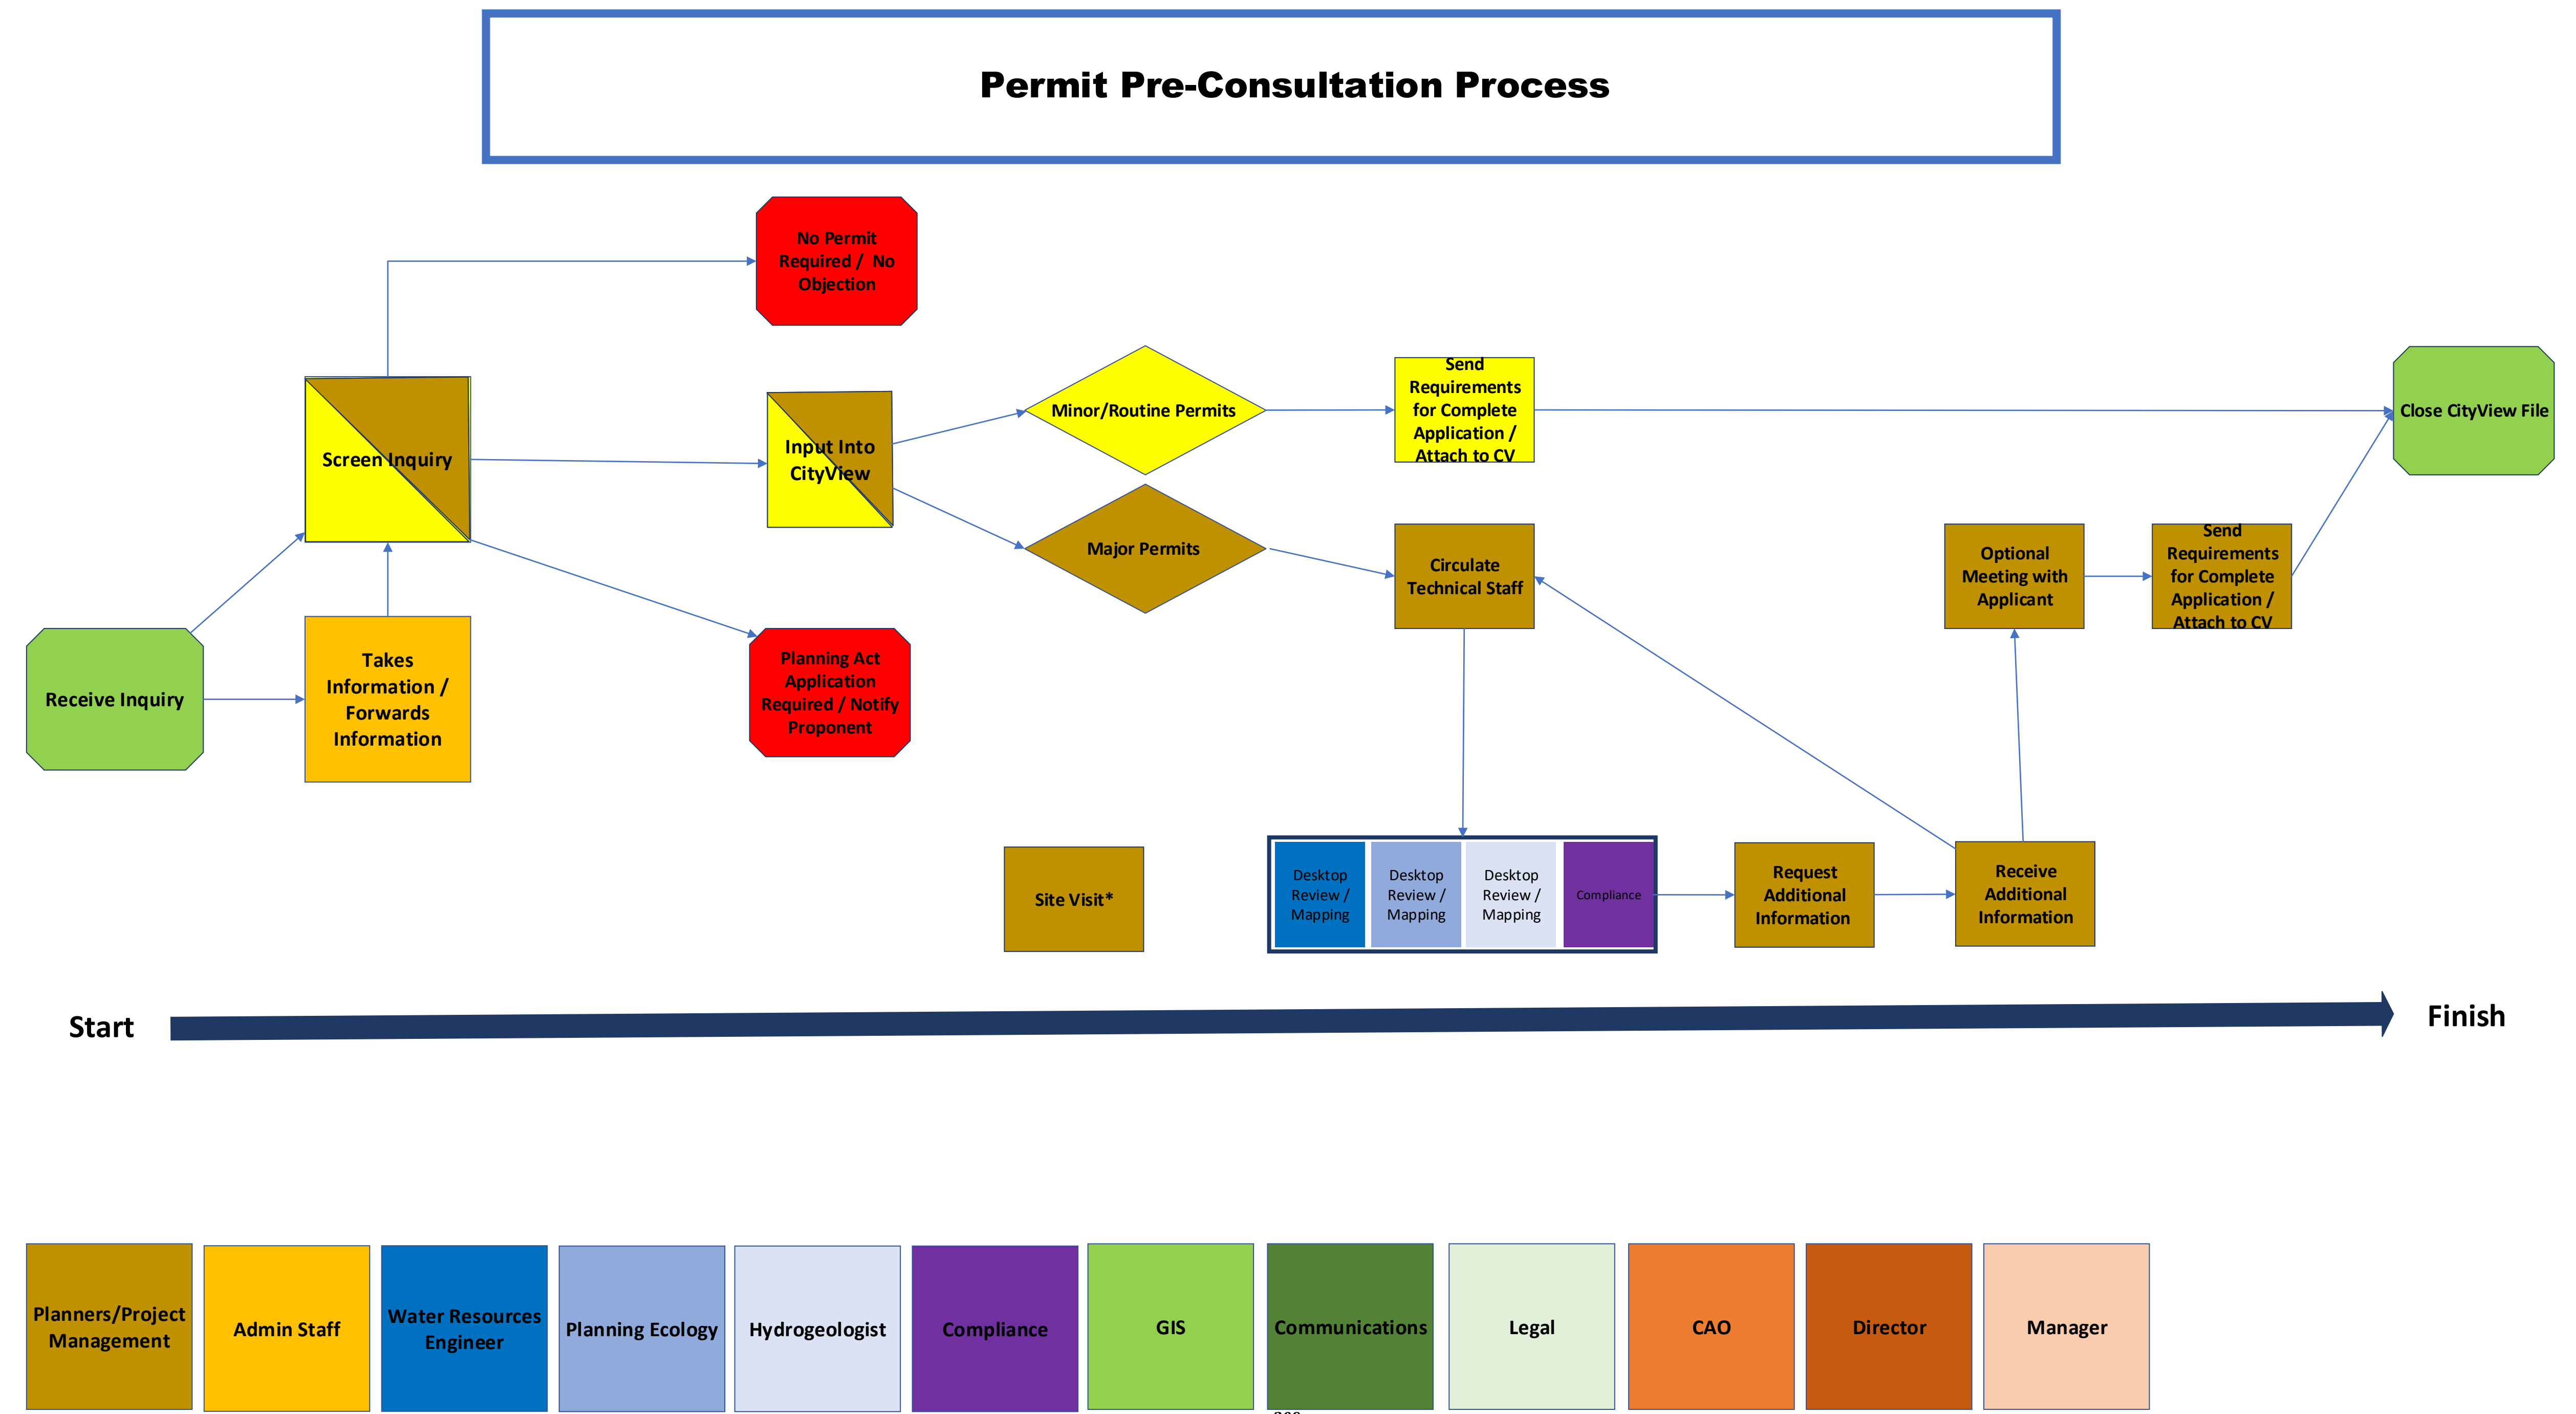 Permit Pre-Consultation Process
No Permit
Required /  No
Objection
Send
Requirements
for Complete
Application /
Attach to CV
Minor/Routine Permits
Close CityView File
Screen Inquiry
Input Into
CityView
Major Permits
Circulate
Technical Staff
Optional
Meeting with
Applicant
Send
Requirements
for Complete
Application /
Attach to CV
Receive Inquiry
Takes
Information /
Forwards
Information
Planning Act
Application
Required / Notify
Proponent
Site Visit*
Desktop
Review /
Mapping
Desktop
Review /
Mapping
Desktop
Review /
Mapping
Compliance
Request
Additional
Information
Receive
Additional
Information
Start
Finish
Planners/Project
Management
Admin Staff
Water Resources
Engineer
Planning Ecology
Hydrogeologist
Compliance
GIS
Communications
Legal
CAO
Director
Manager